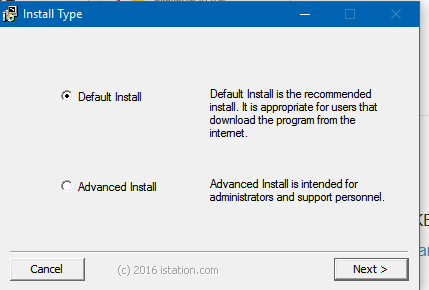 Install Type
Default Install
Default Install is the recommended
install. It is appropriate for users that
download the program from the
internet.
Advanced Install
Advanced Install is intended for
administrators and support personnel.
Cancel
(c) 2016 istation.com
Next >